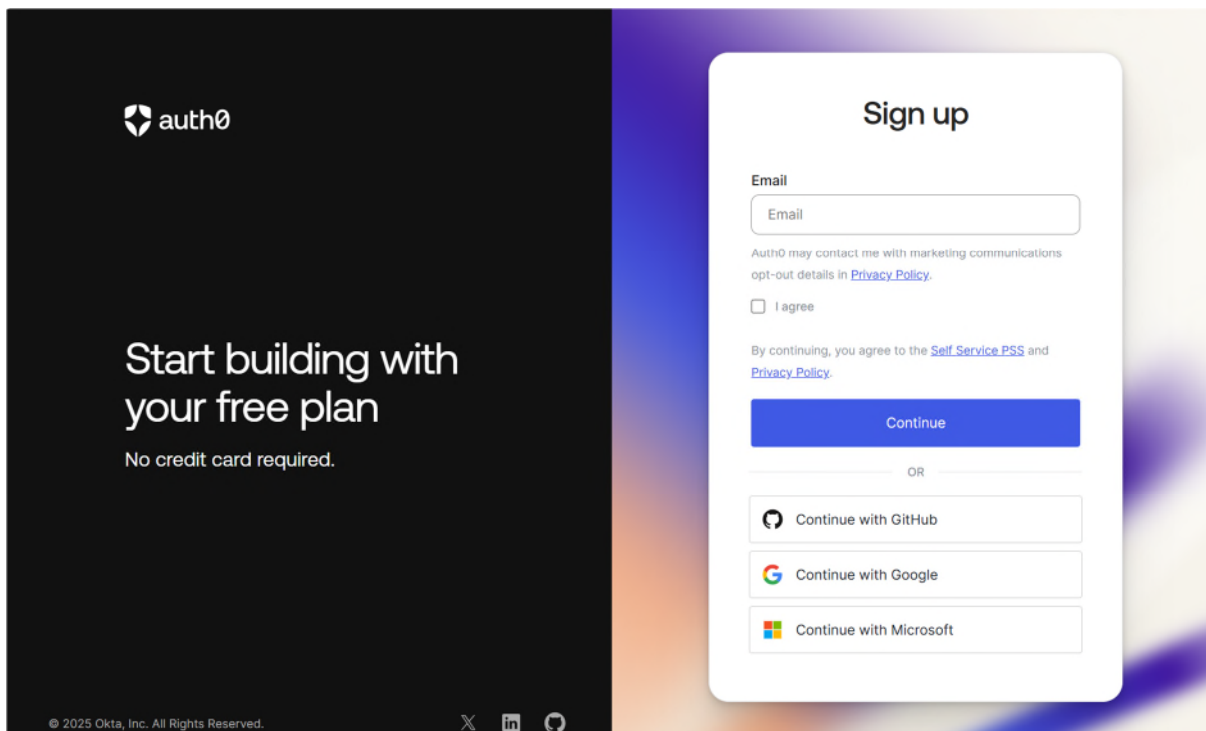 auth0
Start building with
your free plan
No credit card required.
© 2025 Okta, Inc. All Rights Reserved.
Sign up
Email
Email
Auth0 may contact me with marketing communications
opt-out details in Privacy Policy.
I agree
By continuing, you agree to the Self Service PSS and
Privacy Policy.
Continue
OR
Continue with GitHub
Continue with Google
Continue with Microsoft